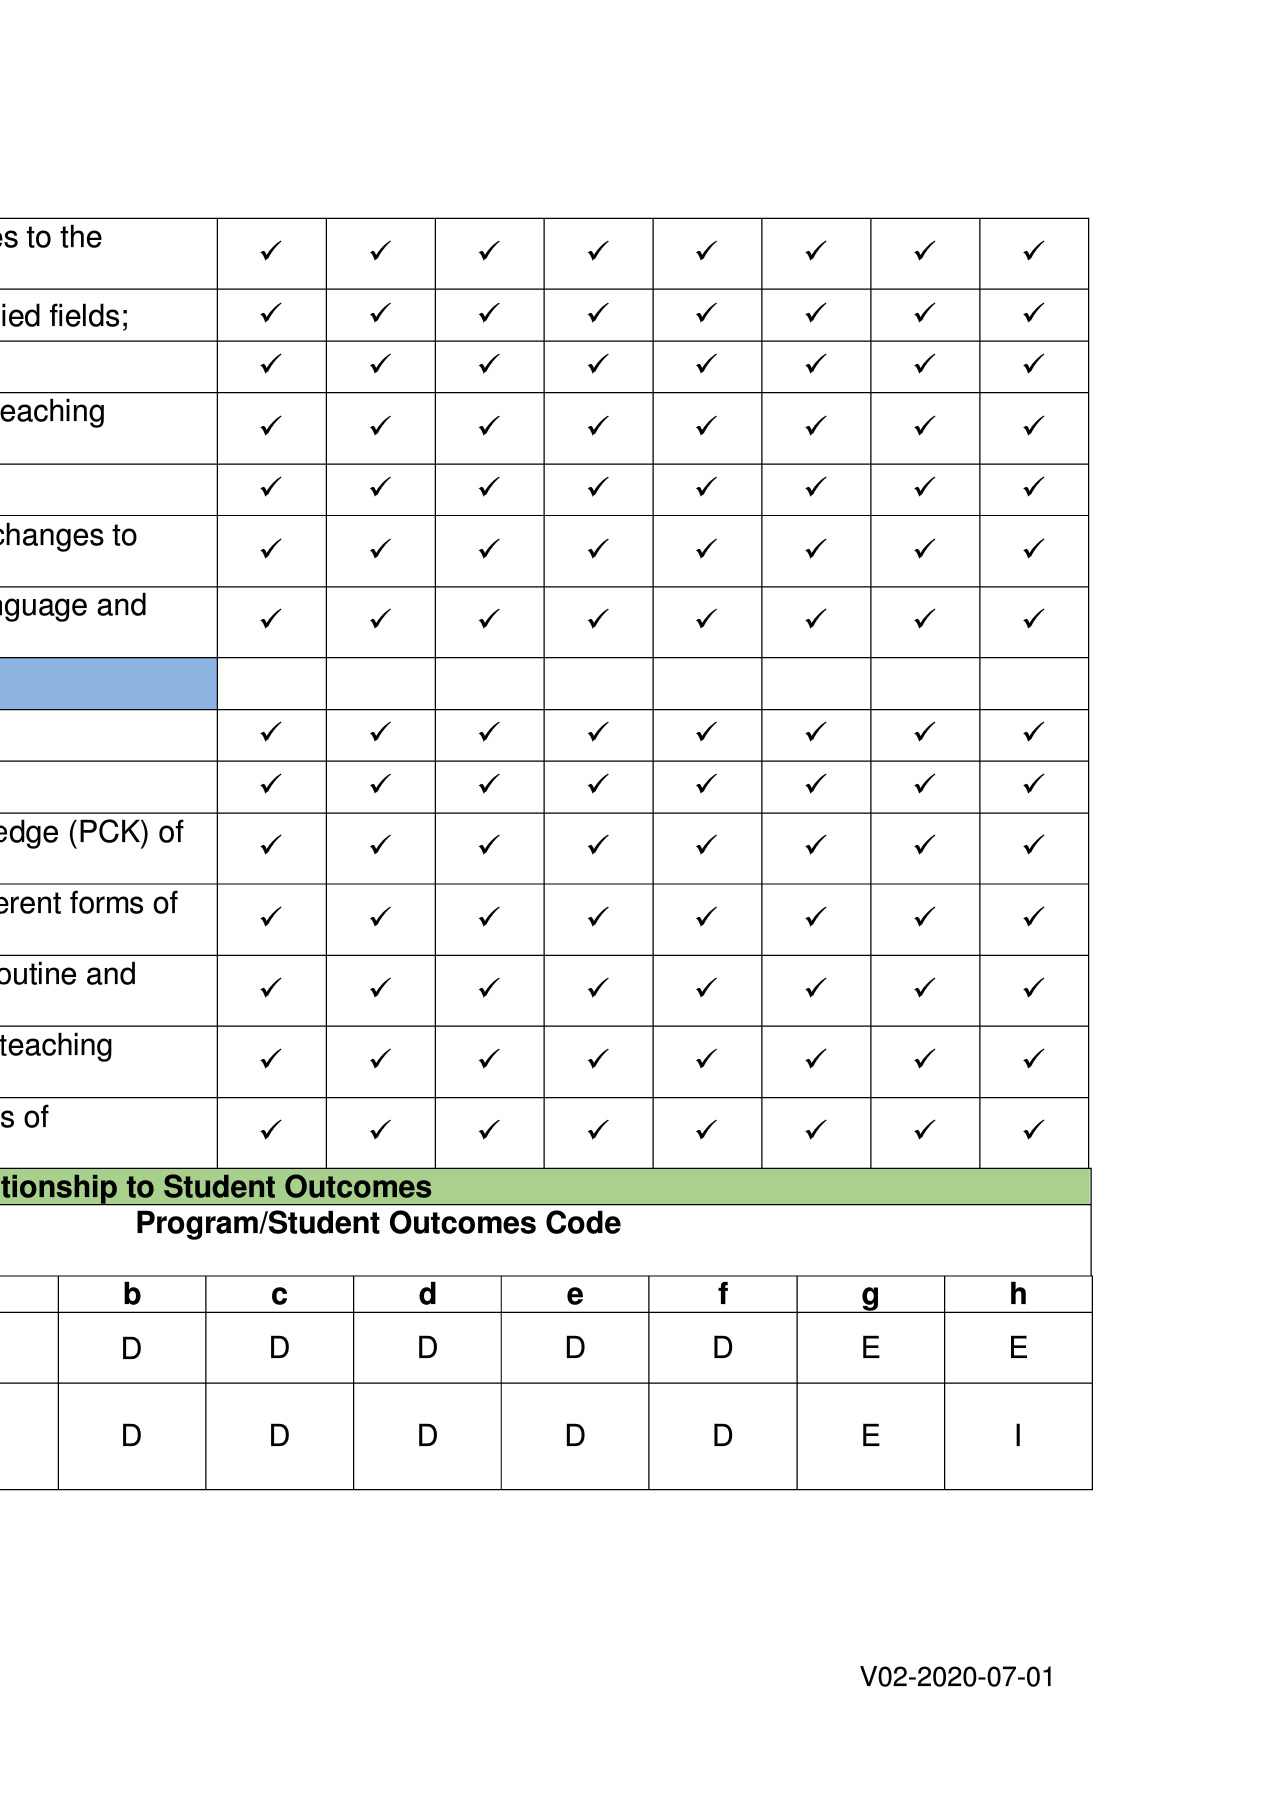 es to the
✓ ✓ ✓ ✓ ✓ ✓ ✓ ✓
ied fields; ✓ ✓ ✓ ✓ ✓ ✓ ✓ ✓
✓ ✓ ✓ ✓ ✓ ✓ ✓ ✓
eaching
✓ ✓ ✓ ✓ ✓ ✓ ✓ ✓
✓ ✓ ✓ ✓ ✓ ✓ ✓ ✓
changes to
✓ ✓ ✓ ✓ ✓ ✓ ✓ ✓
nguage and
✓ ✓ ✓ ✓ ✓ ✓ ✓ ✓
✓ ✓ ✓ ✓ ✓ ✓ ✓ ✓
✓ ✓ ✓ ✓ ✓ ✓ ✓ ✓
edge (PCK) of
✓ ✓ ✓ ✓ ✓ ✓ ✓ ✓
erent forms of
✓ ✓ ✓ ✓ ✓ ✓ ✓ ✓
outine and
✓ ✓ ✓ ✓ ✓ ✓ ✓ ✓
teaching
✓ ✓ ✓ ✓ ✓ ✓ ✓ ✓
s of
✓ ✓ ✓ ✓ ✓ ✓ ✓ ✓
tionship to Student Outcomes
Program/Student Outcomes Code
b c d e f g h
D D D D D E E
D D D D D E I
V02-2020-07-01